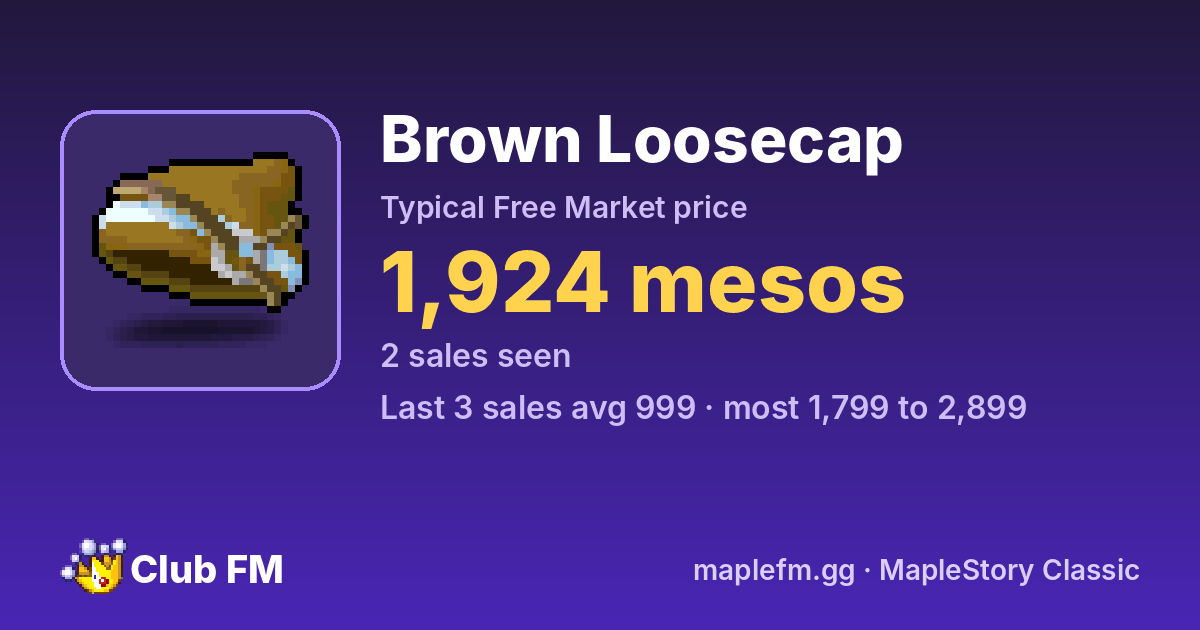 Brown Loosecap
Typical Free Market price
1,924 mesos
2 sales seen
Last 3 sales avg 999 · most 1,799 to 2,899
Club FM
maplefm.gg · MapleStory Classic